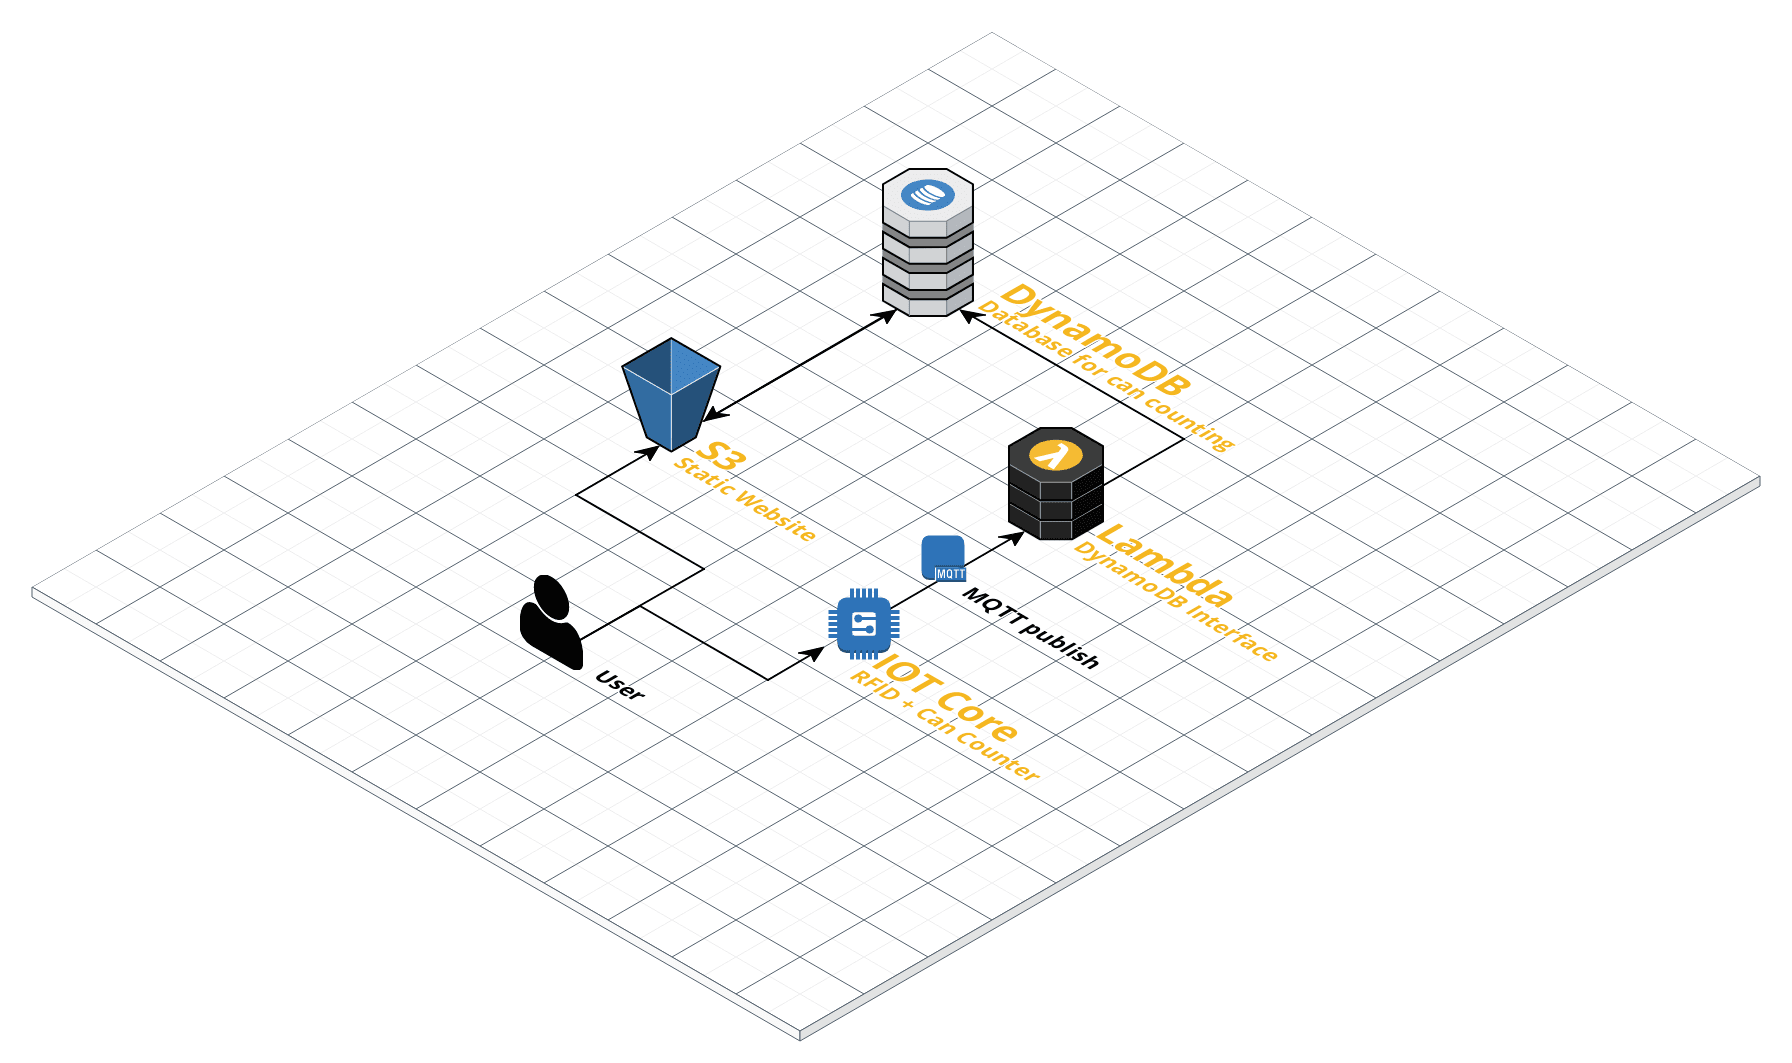 DynamoDB
Database for can counting
S3
Static Website
Lambda
DynamoDB Interface
MQTT
MQTT publish
IOT Core
RFID + Can Counter
User